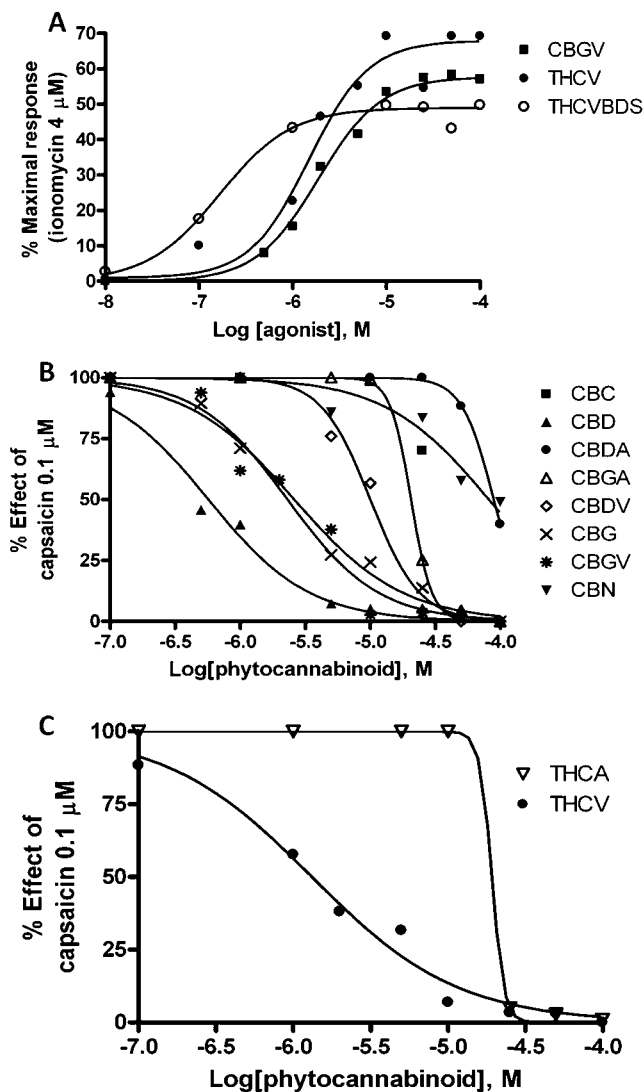 A
% Maximal response
(ionomycin 4 μM)
70
60
50
40
30
20
10
0
-8
-7
-6
-5
-4
Log [agonist], M
CBGV
THCV
THCVBDS
B
% Effect of
capsaicin 0.1 μM
100
75
50
25
0
-7.0
-6.5
-6.0
-5.5
-5.0
-4.5
-4.0
Log[phytocannabinoid], M
CBC
CBD
CBDA
CBGA
CBDV
CBG
CBGV
CBN
C
% Effect of
capsaicin 0.1 μM
100
75
50
25
0
-7.0
-6.5
-6.0
-5.5
-5.0
-4.5
-4.0
Log[phytocannabinoid], M
THCA
THCV